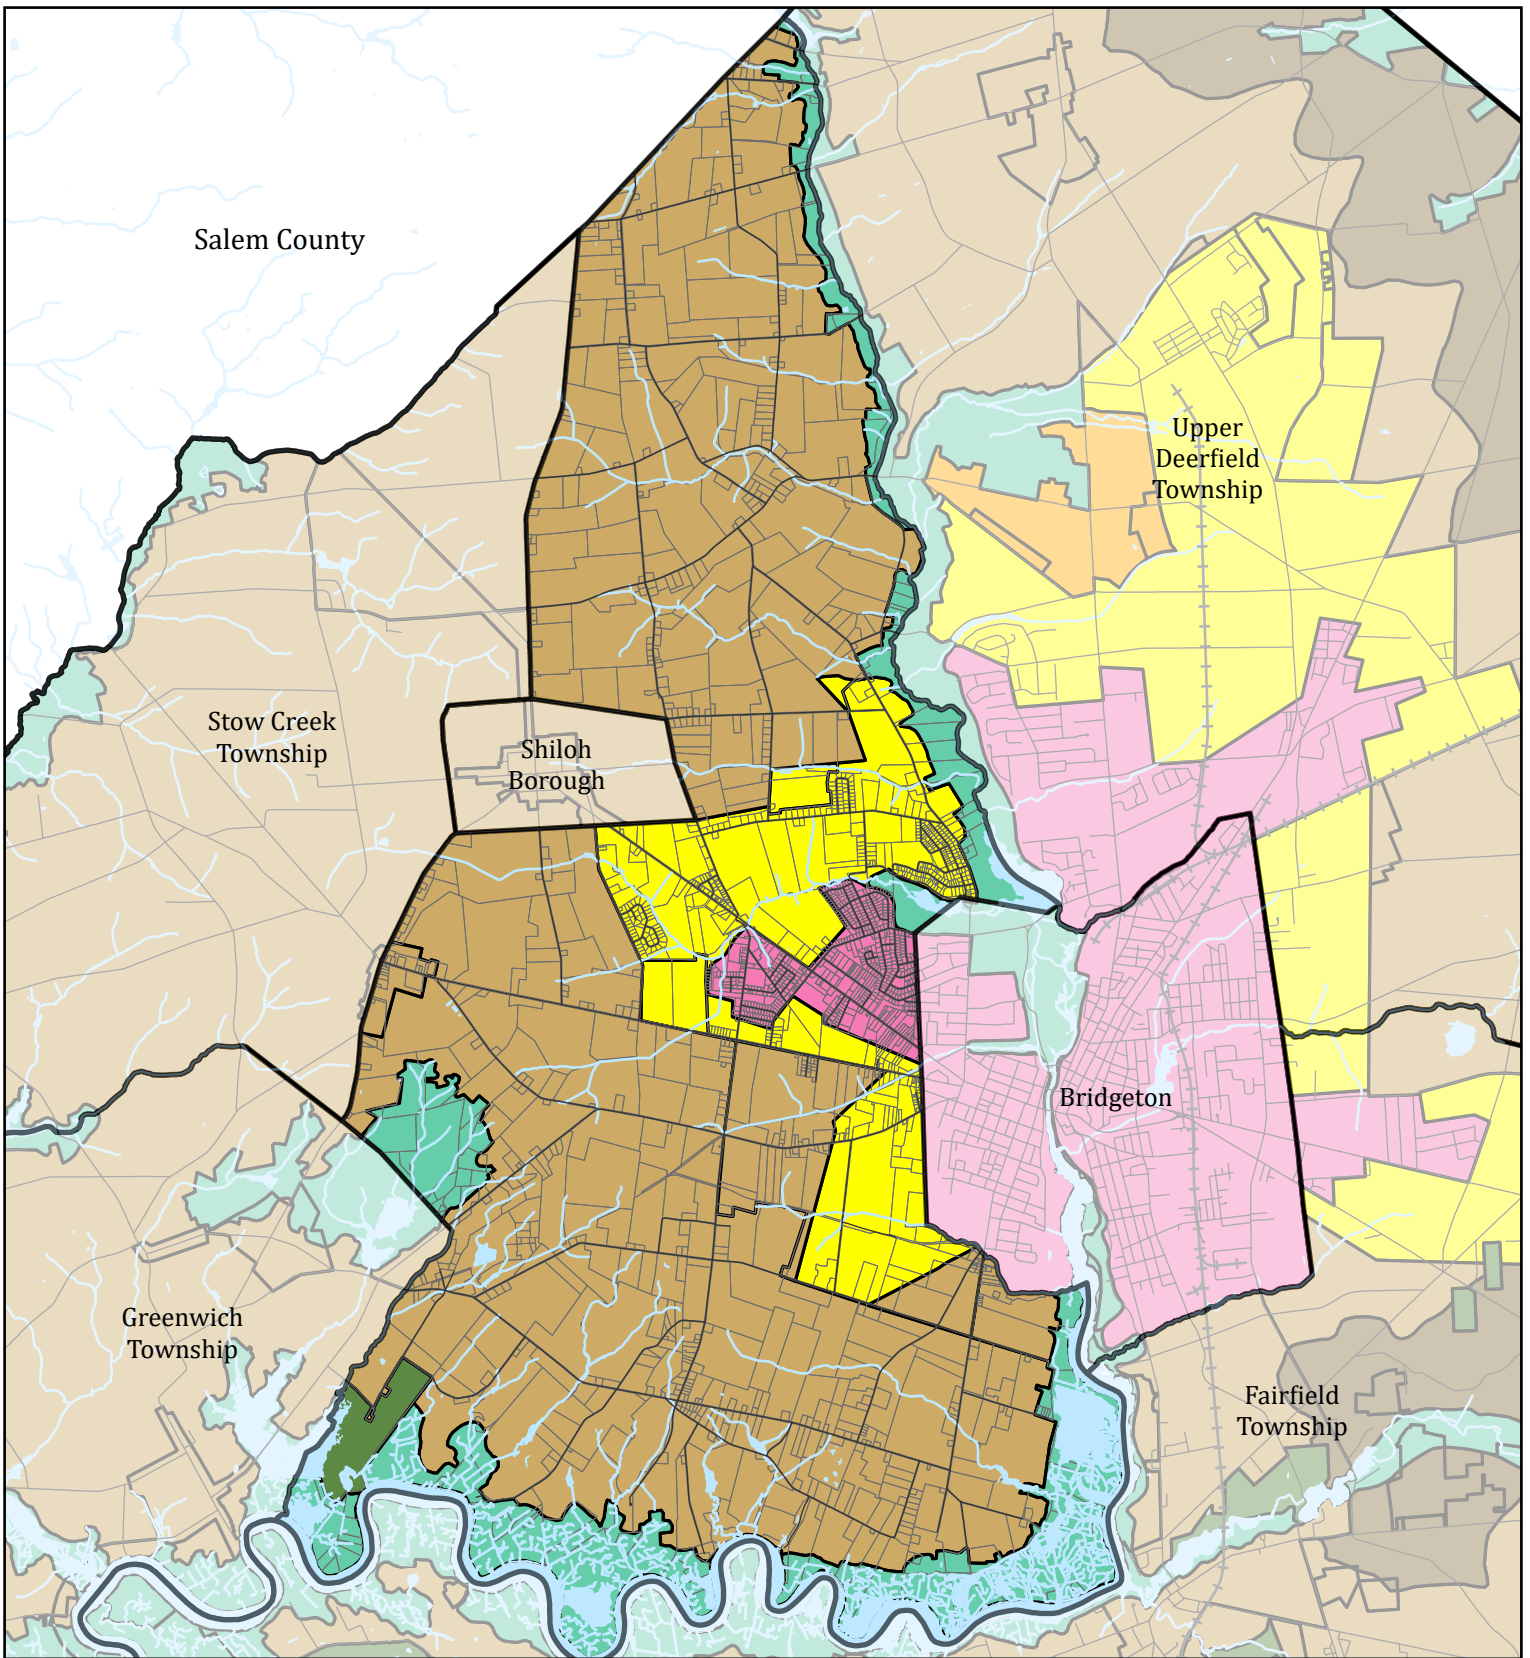 Salem County
Upper
Deerfield
Township
Stow Creek
Township
Shiloh
Borough
Bridgeton
Greenwich
Township
Fairfield
Township